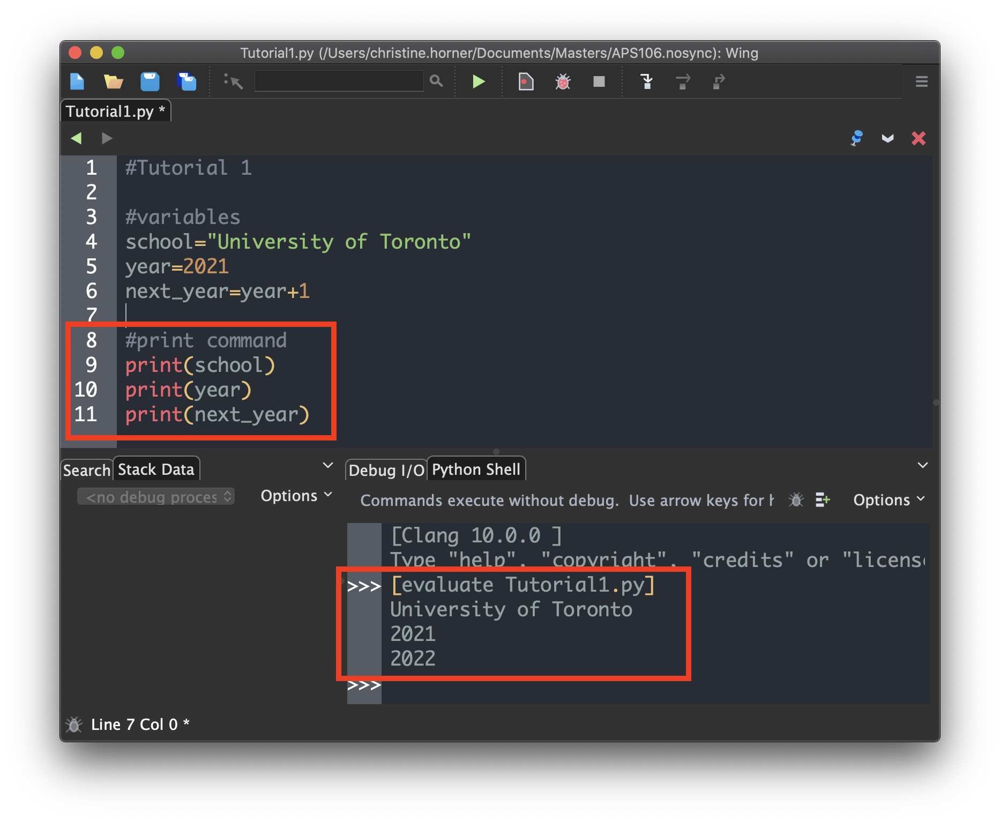 Tutorial1.py (/Users/christine.horner/Documents/Masters/APS106.nosync): Wing
Tutorial1.py *
1 #Tutorial 1
2
3 #variables
4 school="University of Toronto"
5 year=2021
6 next_year=year+1
7
8 #print command
9 print(school)
10 print(year)
11 print(next_year)
Search Stack Data
<no debug proces Options
Debug I/O Python Shell
Commands execute without debug. Use arrow keys for h Options
[Clang 10.0.0 ]
Type "help", "copyright", "credits" or "license
>>> [evaluate Tutorial1.py]
University of Toronto
2021
2022
>>>
Line 7 Col 0 *